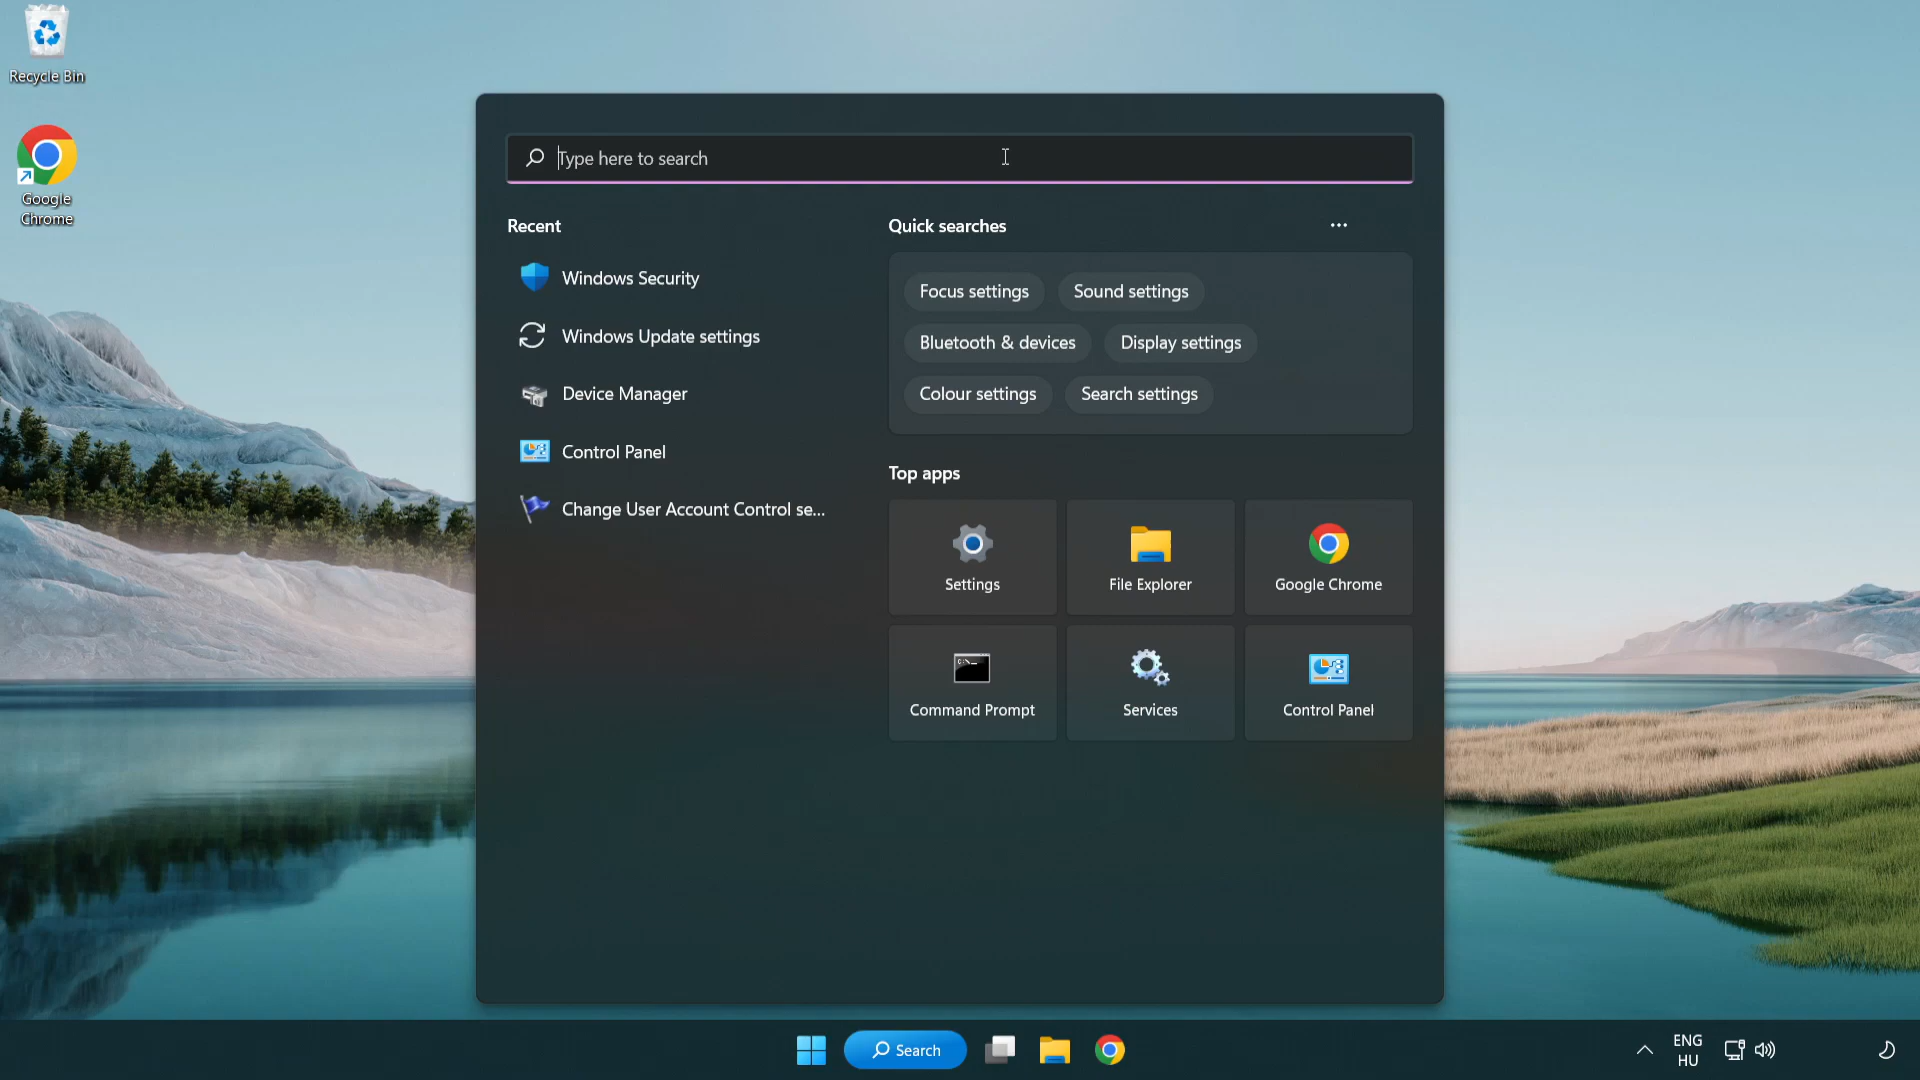 Recycle Bin
Google
Chrome
Type here to search
Recent
Quick searches
Windows Security
Windows Update settings
Device Manager
Control Panel
Change User Account Control se...
Focus settings
Sound settings
Bluetooth & devices
Display settings
Colour settings
Search settings
Top apps
Settings
File Explorer
Google Chrome
Command Prompt
Services
Control Panel
Search
ENG
HU